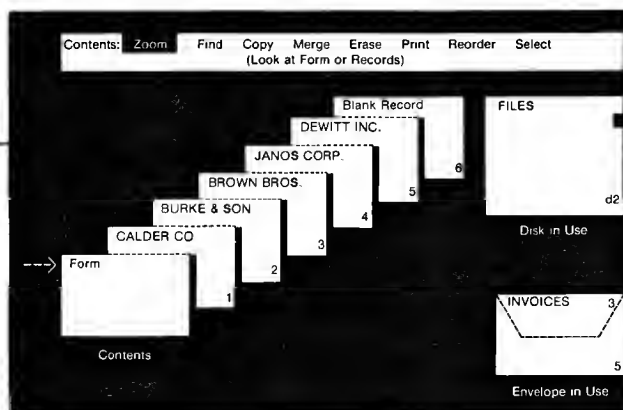 Contents: Zoom Find Copy Merge Erase Print Reorder Select
(Look at Form or Records)
Blank Record
6
DEWITT INC.
5
JANOS CORP.
4
BROWN BROS.
3
BURKE & SON
2
CALDER CO
1
Form
Contents
FILES
d2
Disk in Use
INVOICES 3
5
Envelope in Use